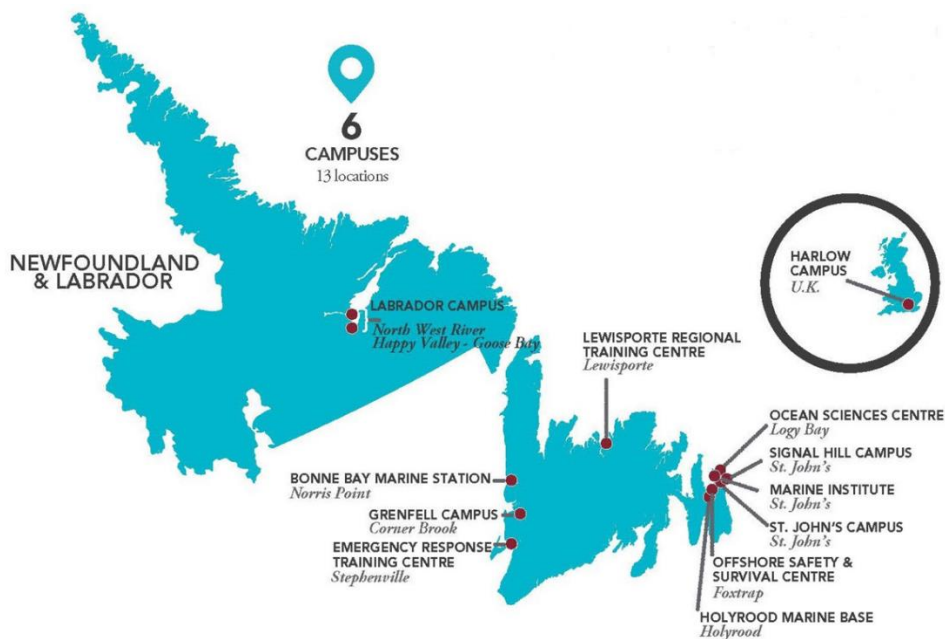 6
CAMPUSES
13 locations
NEWFOUNDLAND
& LABRADOR
HARLOW
CAMPUS
U.K.
LABRADOR CAMPUS
North West River
Happy Valley - Goose Bay
LEWISPORTE REGIONAL
TRAINING CENTRE
Lewisporte
OCEAN SCIENCES CENTRE
Logy Bay
SIGNAL HILL CAMPUS
St. John's
MARINE INSTITUTE
St. John's
ST. JOHN'S CAMPUS
St. John's
OFFSHORE SAFETY &
SURVIVAL CENTRE
Foxtrap
HOLYROOD MARINE BASE
Holyrood
BONNE BAY MARINE STATION
Norris Point
GRENFELL CAMPUS
Corner Brook
EMERGENCY RESPONSE
TRAINING CENTRE
Stephenville